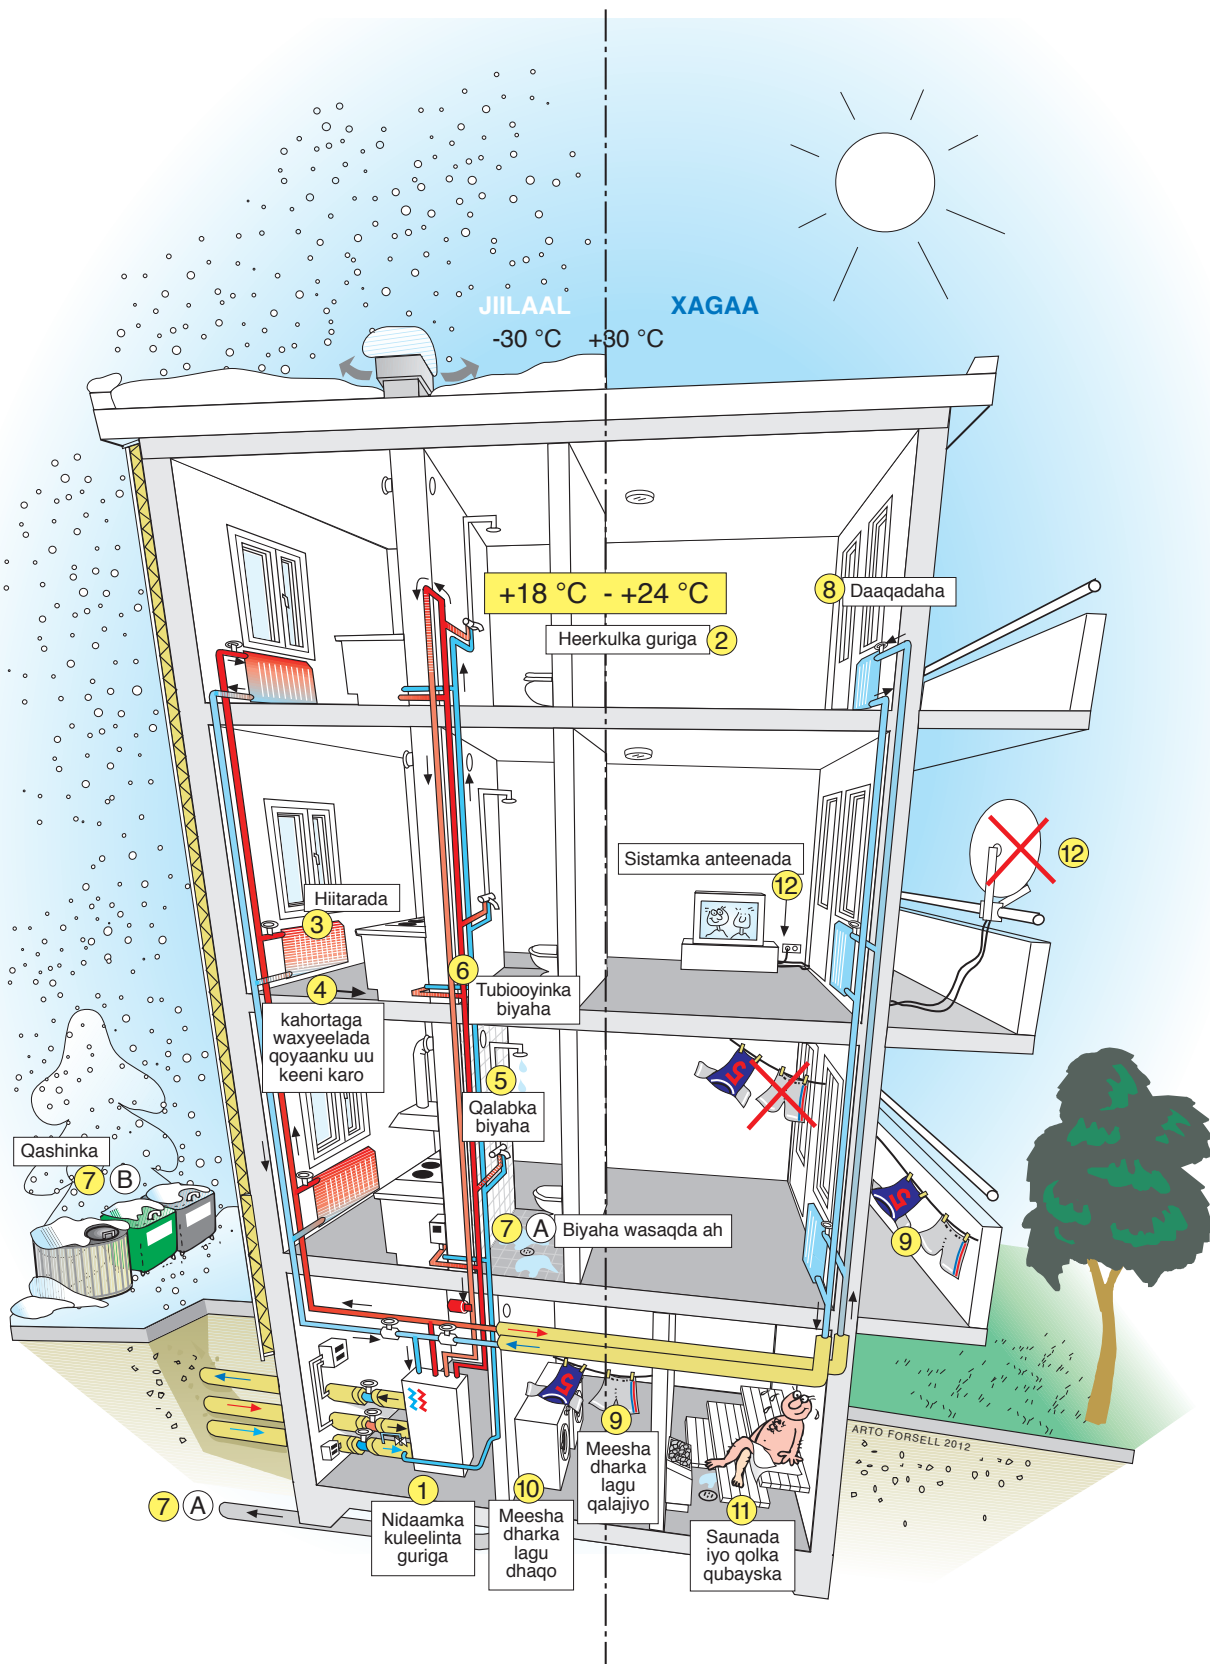 JIILAAL XAGAA
-30 °C +30 °C
+18 °C - +24 °C
8 Daaqadaha
Heerkulka guriga 2
Sistamka anteenada
12
12
Hiitarada
3
4
kahortaga
waxyeelada
qoyaanku uu
keeni karo
6
Tubiooyinka
biyaha
5
Qalabka
biyaha
5
5
Qashinka
7 B
7 A Biyaha wasaqda ah
9
5
9
Meesha
dharka
lagu
qalajiyo
ARTO FORSELL 2012
7 A
1
Nidaamka
kuleelinta
guriga
10
Meesha
dharka
lagu
dhaqo
11
Saunada
iyo qolka
qubayska